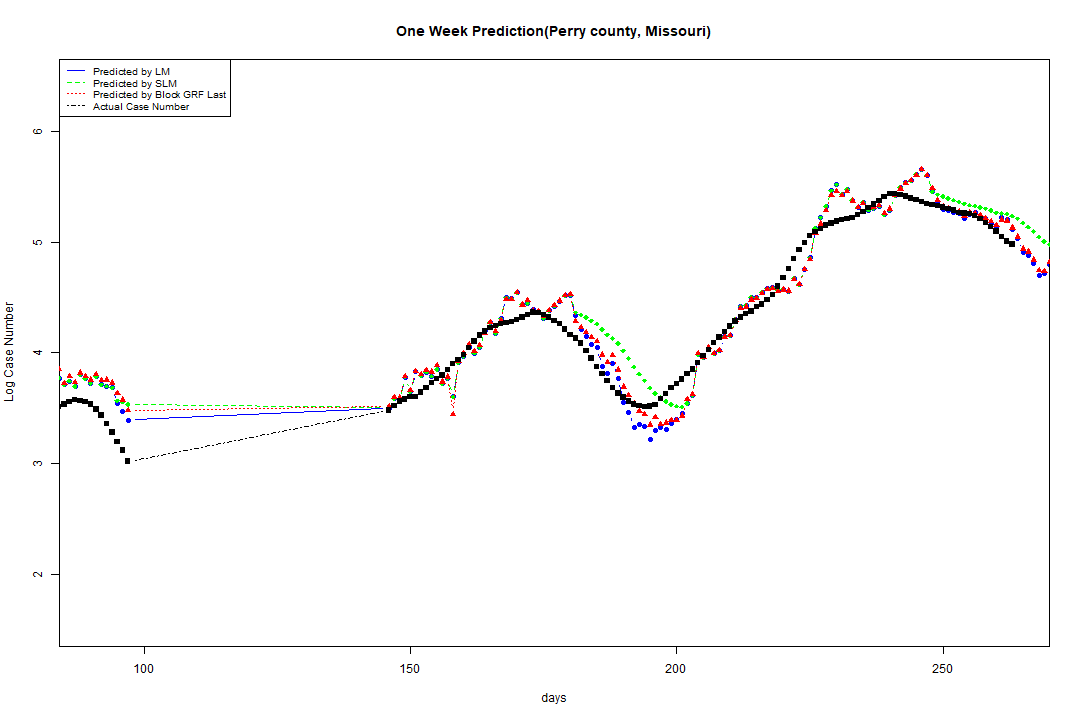 One Week Prediction(Perry county, Missouri)
Predicted by LM
Predicted by SLM
Predicted by Block GRF Last
Actual Case Number
6
5
4
3
2
Log Case Number
100
150
200
250
days